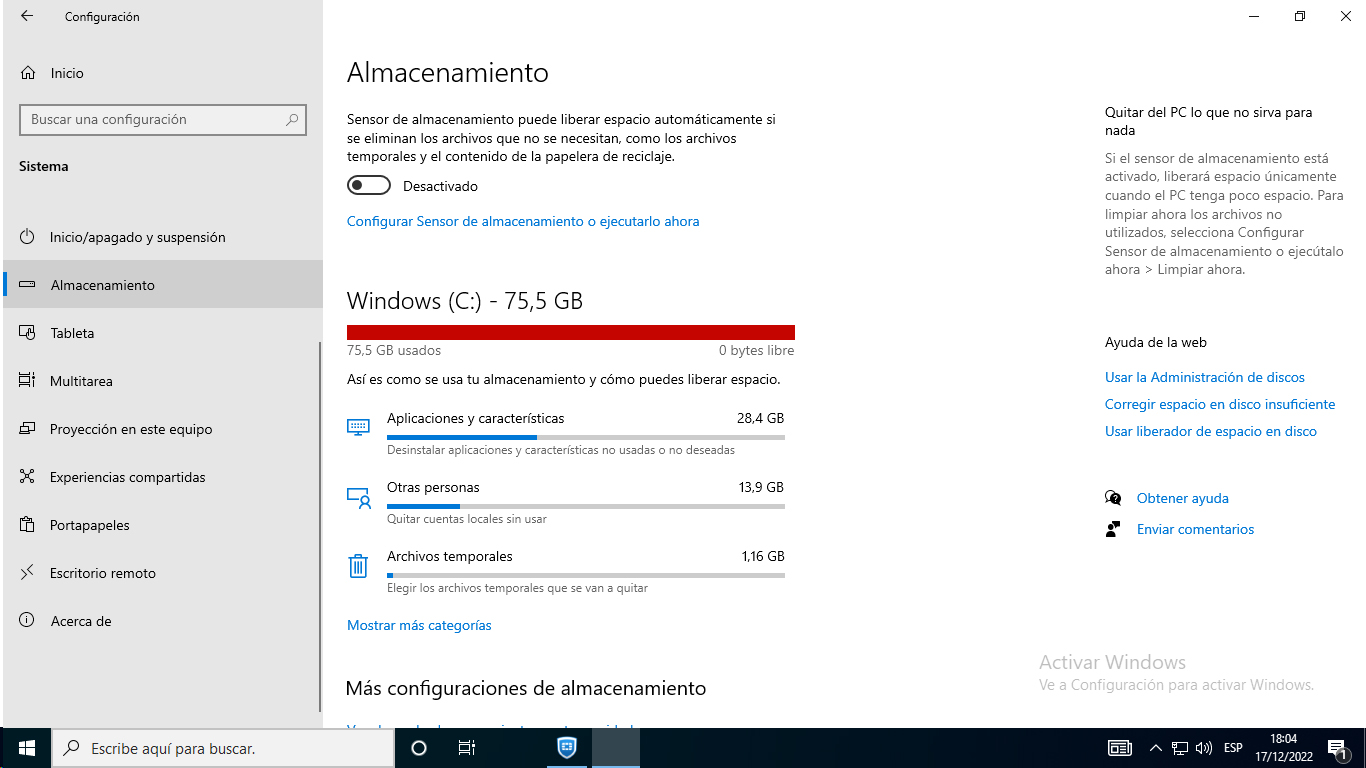 Configuración
Inicio
Buscar una configuración
Sistema
Inicio/apagado y suspensión
Almacenamiento
Tableta
Multitarea
Proyección en este equipo
Experiencias compartidas
Portapapeles
Escritorio remoto
Acerca de
Almacenamiento
Sensor de almacenamiento puede liberar espacio automáticamente si
se eliminan los archivos que no se necesitan, como los archivos
temporales y el contenido de la papelera de reciclaje.
Desactivado
Configurar Sensor de almacenamiento o ejecutarlo ahora
Windows (C:) - 75,5 GB
75,5 GB usados
0 bytes libre
Así es como se usa tu almacenamiento y cómo puedes liberar espacio.
Aplicaciones y características
28,4 GB
Desinstalar aplicaciones y características no usadas o no deseadas
Otras personas
13,9 GB
Quitar cuentas locales sin usar
Archivos temporales
1,16 GB
Elegir los archivos temporales que se van a quitar
Mostrar más categorías
Más configuraciones de almacenamiento
Quitar del PC lo que no sirva para
nada
Si el sensor de almacenamiento está
activado, liberará espacio únicamente
cuando el PC tenga poco espacio. Para
limpiar ahora los archivos no
utilizados, selecciona Configurar
Sensor de almacenamiento o ejecútalo
ahora > Limpiar ahora.
Ayuda de la web
Usar la Administración de discos
Corregir espacio en disco insuficiente
Usar liberador de espacio en disco
Obtener ayuda
Enviar comentarios
Activar Windows
Ve a Configuración para activar Windows.
Escribe aquí para buscar.
ESP
18:04
17/12/2022
1